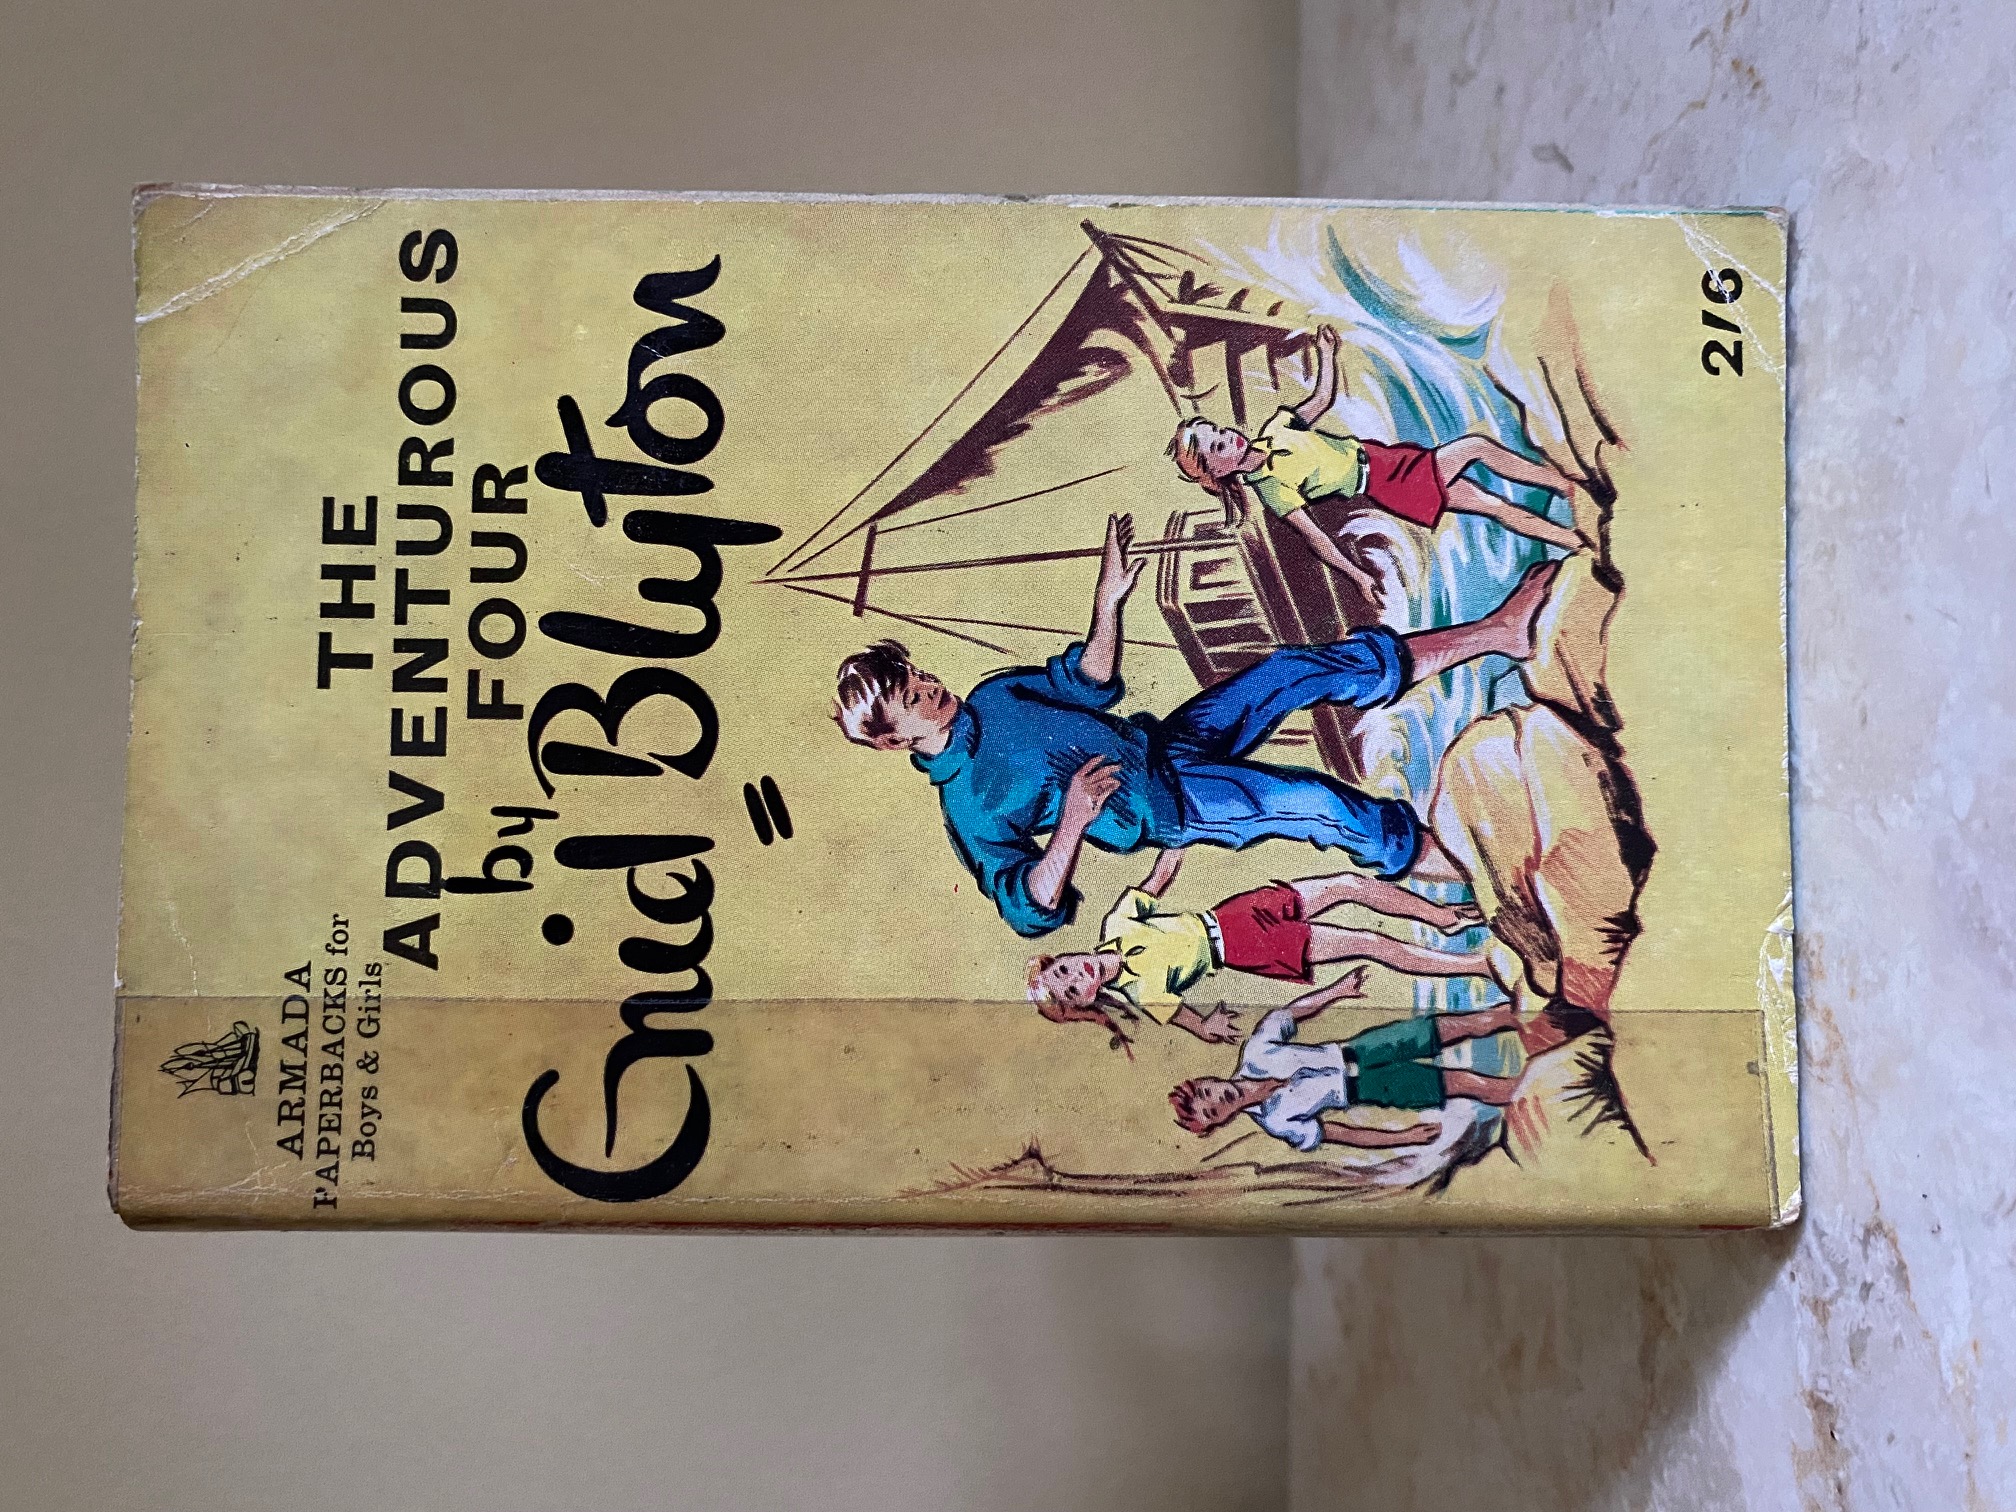 ARMADA
PAPERBACKS for
Boys & Girls
THE
ADVENTUROUS
FOUR
by
Enid Blyton
2/6